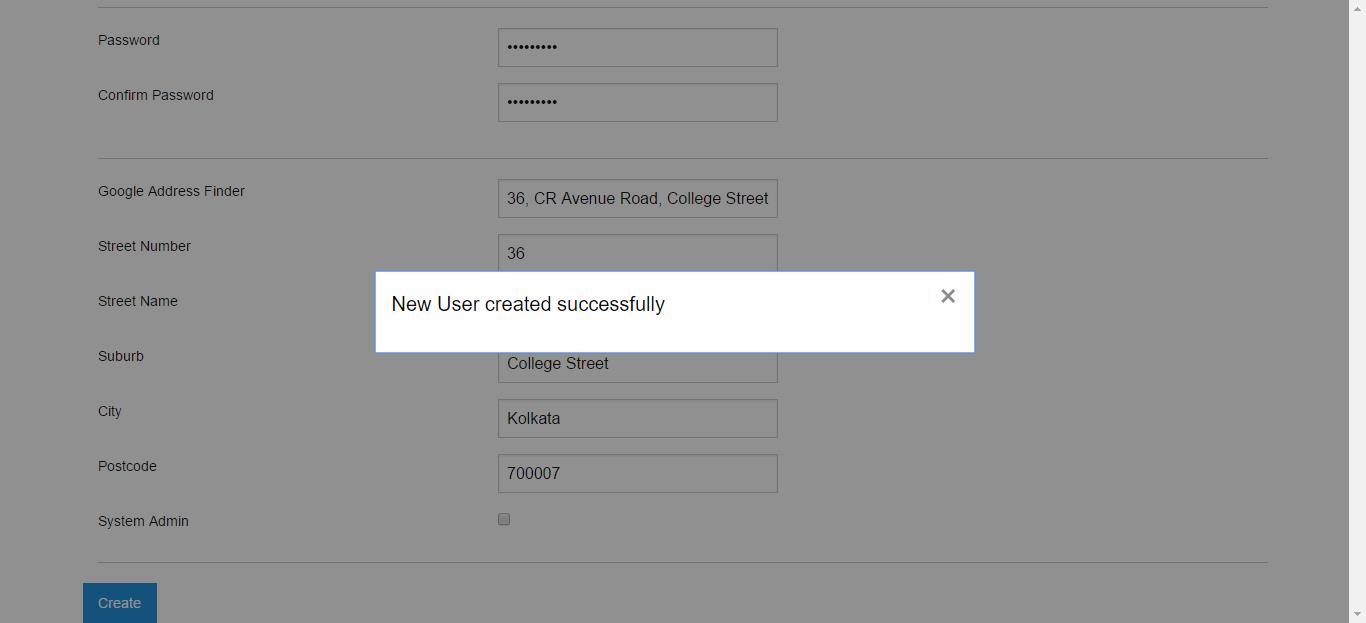 Password
•••••••••
Confirm Password
•••••••••
Google Address Finder
36, CR Avenue Road, College Street
Street Number
36
New User created successfully
×
Street Name
Suburb
College Street
City
Kolkata
Postcode
700007
System Admin
Create